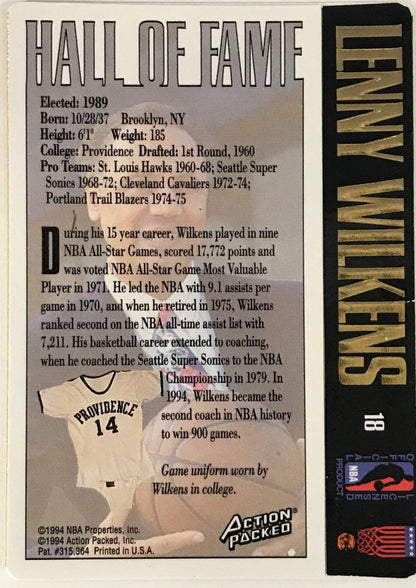 HALL OF FAME
Elected: 1989
Born: 10/28/37 Brooklyn, NY
Height: 6'1" Weight: 185
College: Providence Drafted: 1st Round, 1960
Pro Teams: St. Louis Hawks 1960-68; Seattle Super
Sonics 1968-72; Cleveland Cavaliers 1972-74;
Portland Trail Blazers 1974-75
During his 15 year career, Wilkens played in nine
NBA All-Star Games, scored 17,772 points and
was voted NBA All-Star Game Most Valuable
Player in 1971. He led the NBA with 9.1 assists per
game in 1970, and when he retired in 1975, Wilkens
ranked second on the NBA all-time assist list with
7,211. His basketball career extended to coaching,
when he coached the Seattle Super Sonics to the NBA
Championship in 1979. In
1994, Wilkens became the
second coach in NBA history
to win 900 games.
PROVIDENCE
14
Game uniform worn by
Wilkens in college.
©1994 NBA Properties, Inc.
©1994 Action Packed, Inc.
Pat. #315,364 Printed in U.S.A.
ACTION
PACKED
LENNY WILKENS
18
OFFICIAL
LICENSED
PRODUCT
NBA